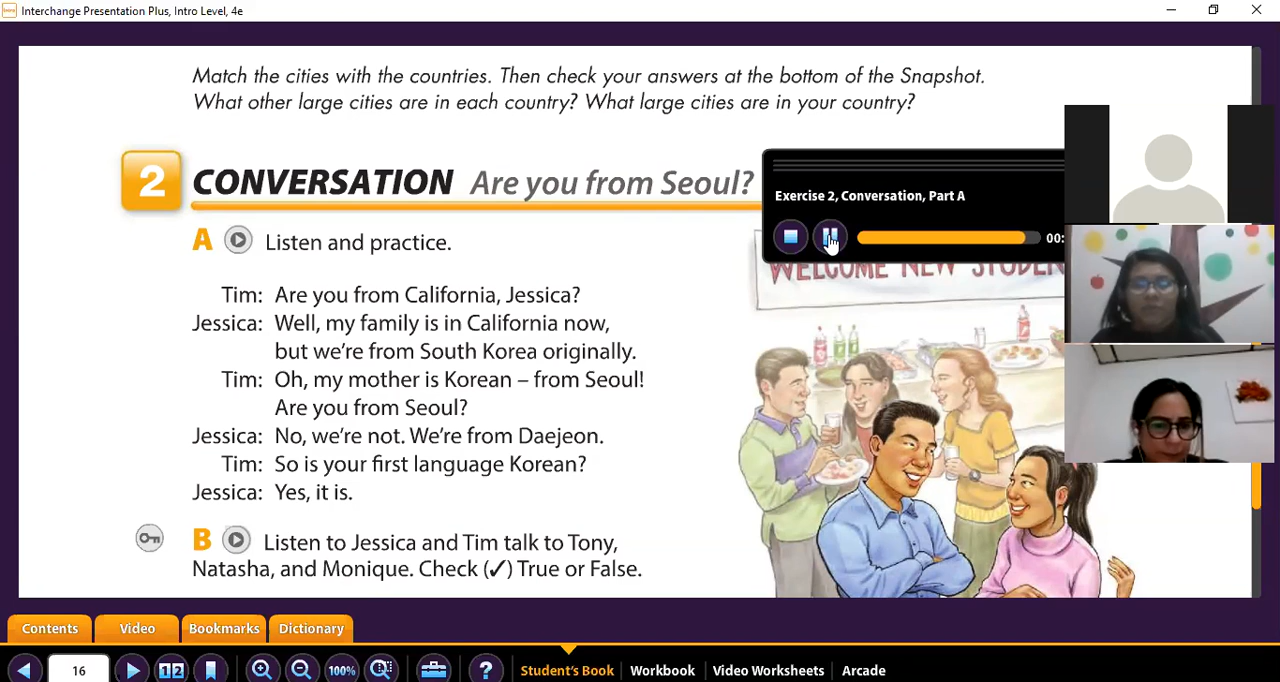 Interchange Presentation Plus, Intro Level, 4e
Match the cities with the countries. Then check your answers at the bottom of the Snapshot.
What other large cities are in each country? What large cities are in your country?
2 CONVERSATION Are you from Seoul?
Exercise 2, Conversation, Part A
00:
A Listen and practice.
WELCOME NEW STUDEN
Tim: Are you from California, Jessica?
Jessica: Well, my family is in California now,
but we're from South Korea originally.
Tim: Oh, my mother is Korean – from Seoul!
Are you from Seoul?
Jessica: No, we're not. We're from Daejeon.
Tim: So is your first language Korean?
Jessica: Yes, it is.
B Listen to Jessica and Tim talk to Tony,
Natasha, and Monique. Check (✓) True or False.
Contents Video Bookmarks Dictionary
16 1 2 100% ? Student's Book Workbook Video Worksheets Arcade